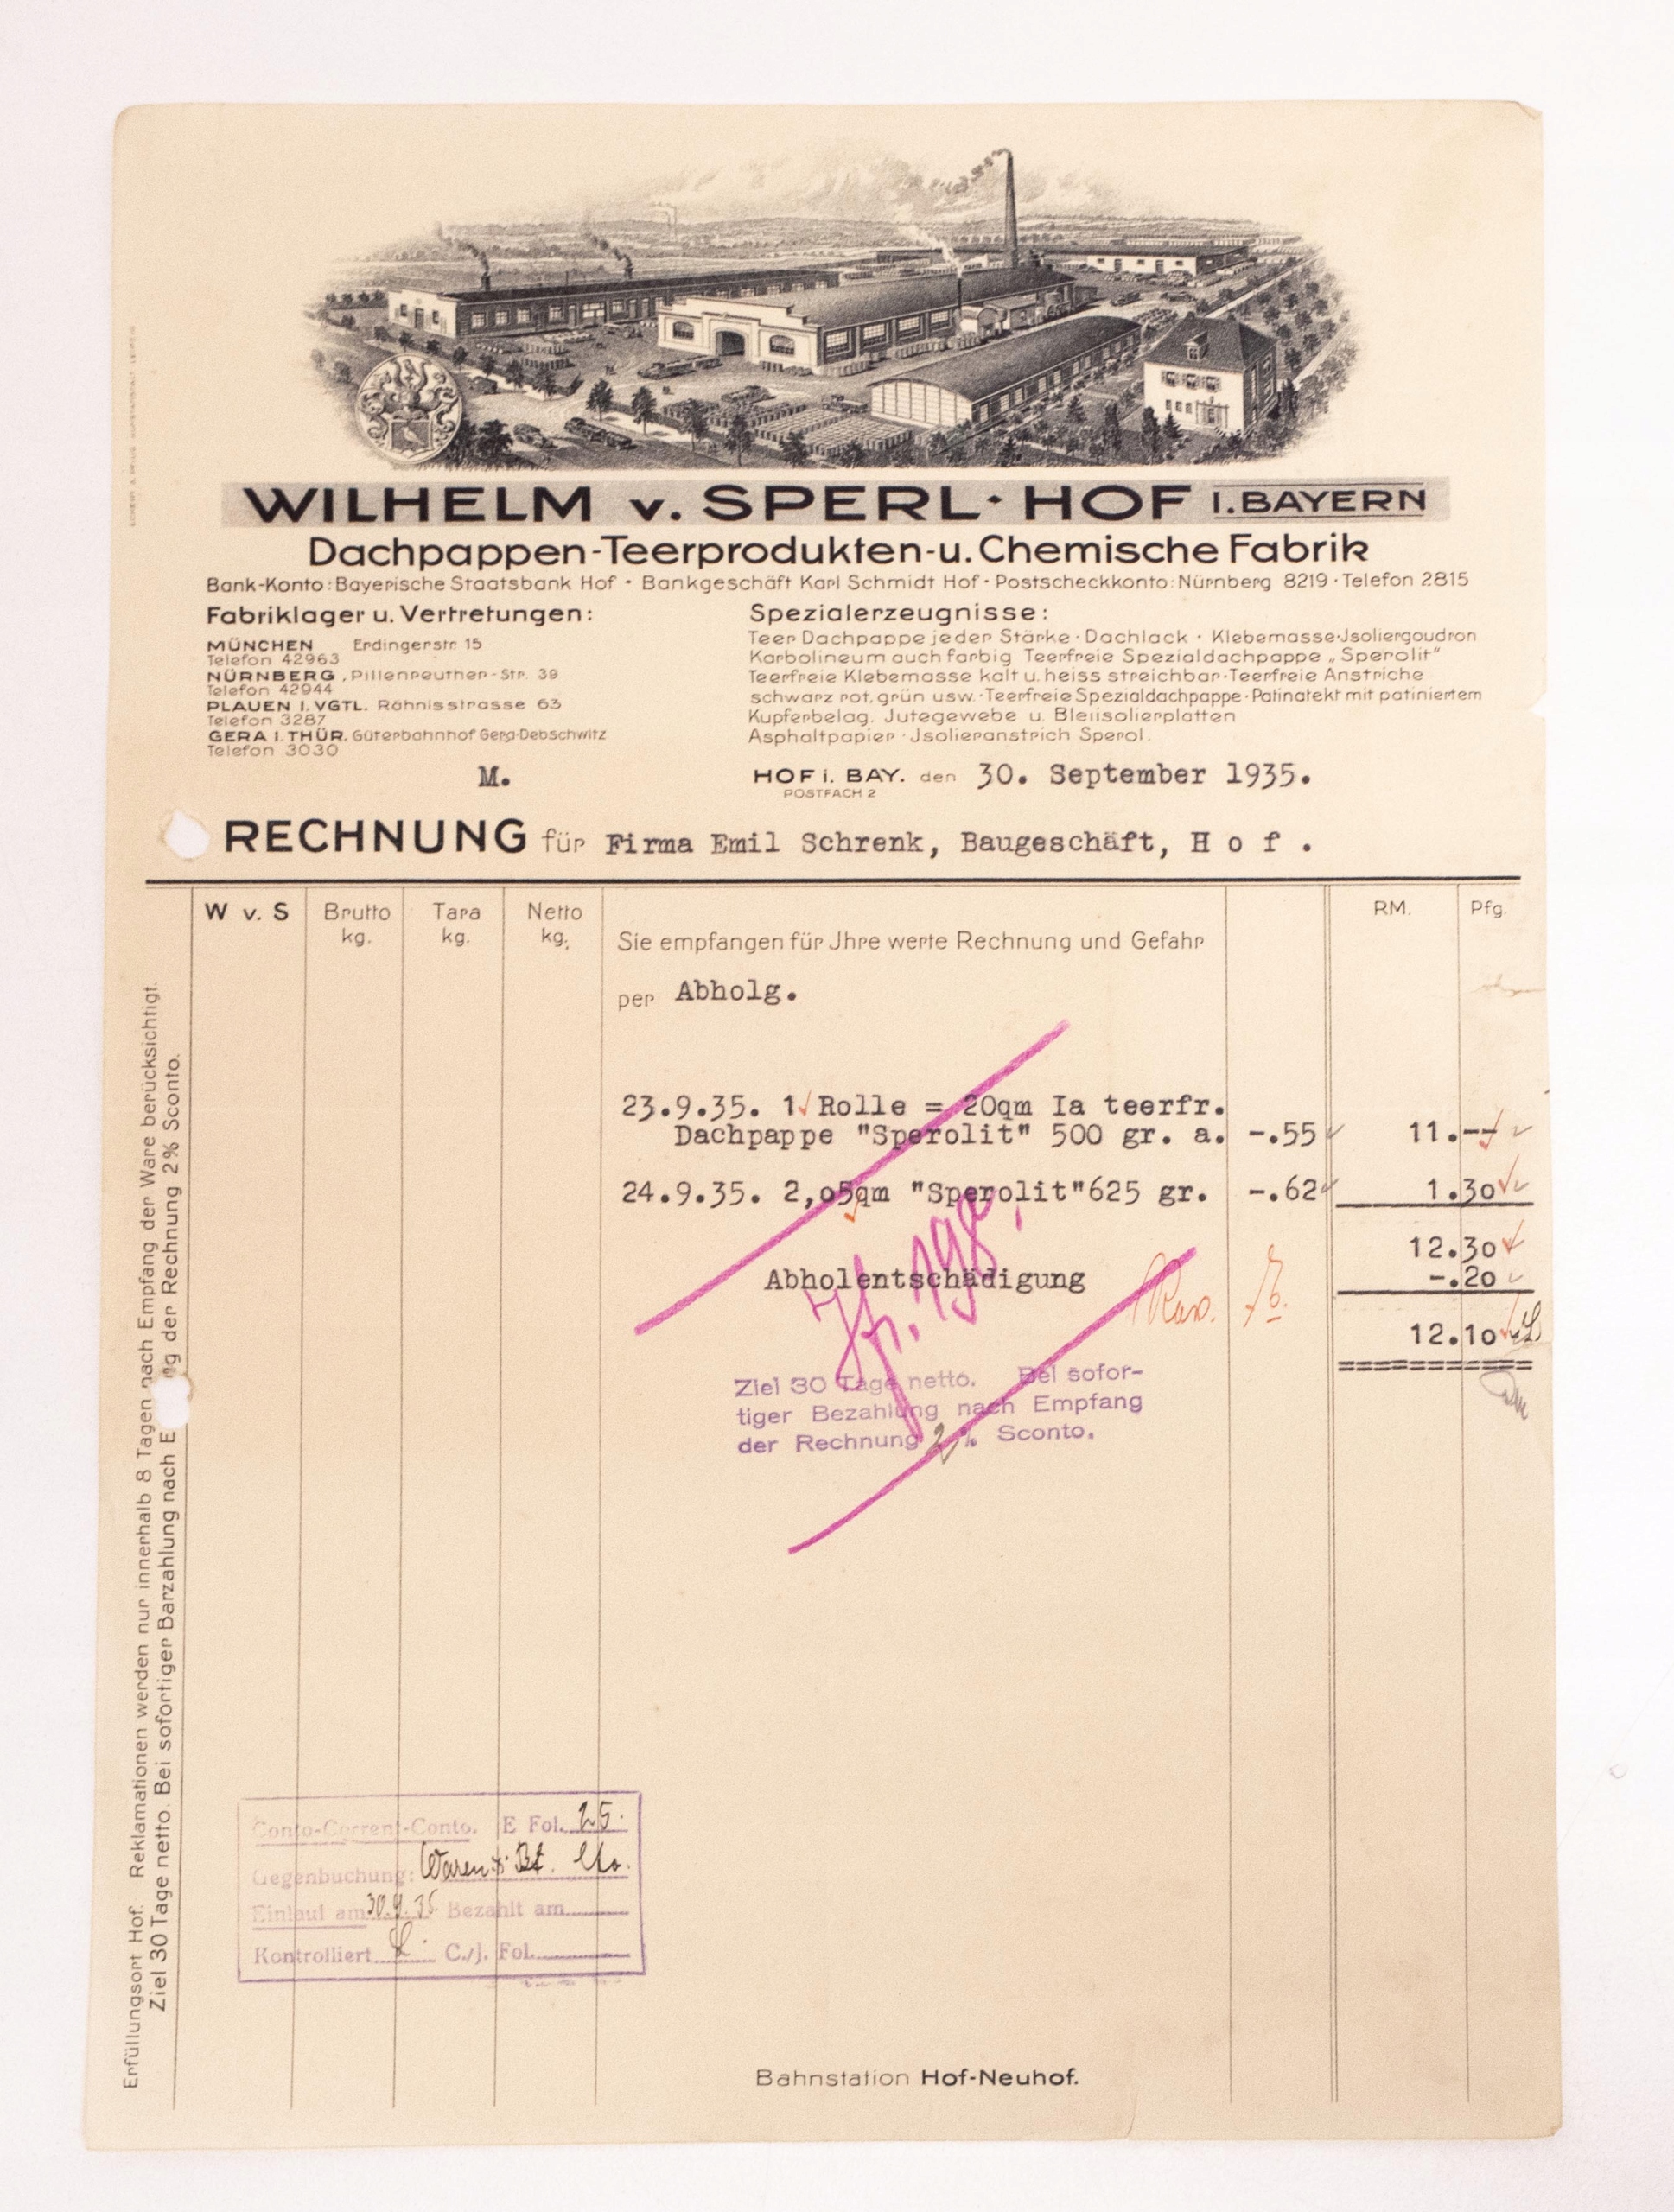 WILHELM v. SPERL · HOF I. BAYERN
Dachpappen-Teerprodukten-u. Chemische Fabrik
Bank-Konto: Bayerische Staatsbank Hof · Bankgeschäft Karl Schmidt Hof · Postscheckkonto: Nürnberg 8219 · Telefon 2815
Fabriklager u. Vertretungen:
MÜNCHEN Erdingerstr. 15
Telefon 42963
NÜRNBERG, Pillenreuther-Str. 39
Telefon 42944
PLAUEN I. VGTL. Rähnisstrasse 63
Telefon 3287
GERA I. THÜR. Güterbahnhof Gera-Debschwitz
Telefon 3030
Spezialerzeugnisse:
Teer Dachpappe jeder Stärke · Dachlack · Klebemasse-Jsoliergoudron
Karbolineum auch farbig Teerfreie Spezialdachpappe „Sperolit"
Teerfreie Klebemasse kalt u. heiss streichbar-Teerfreie Anstriche
schwarz rot, grün usw. · Teerfreie Spezialdachpappe · Patinatekt mit patiniertem
Kupferbelag. Jutegewebe u. Bleiisolierplatten
Asphaltpapier · Jsolieranstrich Sperol.
M.
HOF i. BAY. den 30. September 1935.
POSTFACH 2
RECHNUNG für Firma Emil Schrenk, Baugeschäft, H o f .
W v. S Brutto kg. Tara kg. Netto kg. RM. Pfg.
Sie empfangen für Jhre werte Rechnung und Gefahr
per Abholg.
23.9.35. 1 Rolle = 20qm Ia teerfr.
Dachpappe "Sperolit" 500 gr. a. -.55 11.--
24.9.35. 2,o5qm "Sperolit"625 gr. -.62 1.30
12.30
Abholentschädigung -.20
12.10
Ziel 30 Tage netto. Bei sofor-
tiger Bezahlung nach Empfang
der Rechnung 2 % Sconto.
Conto-Corrent-Conto. E Fol. 25.
Gegenbuchung: Waren
Einlauf am 30.9.35 Bezahlt am
Kontrolliert C./J. Fol.
Bahnstation Hof-Neuhof.
Erfüllungsort Hof. Reklamationen werden nur innerhalb 8 Tagen nach Empfang der Ware berücksichtigt.
Ziel 30 Tage netto. Bei sofortiger Barzahlung nach E ng der Rechnung 2% Sconto.